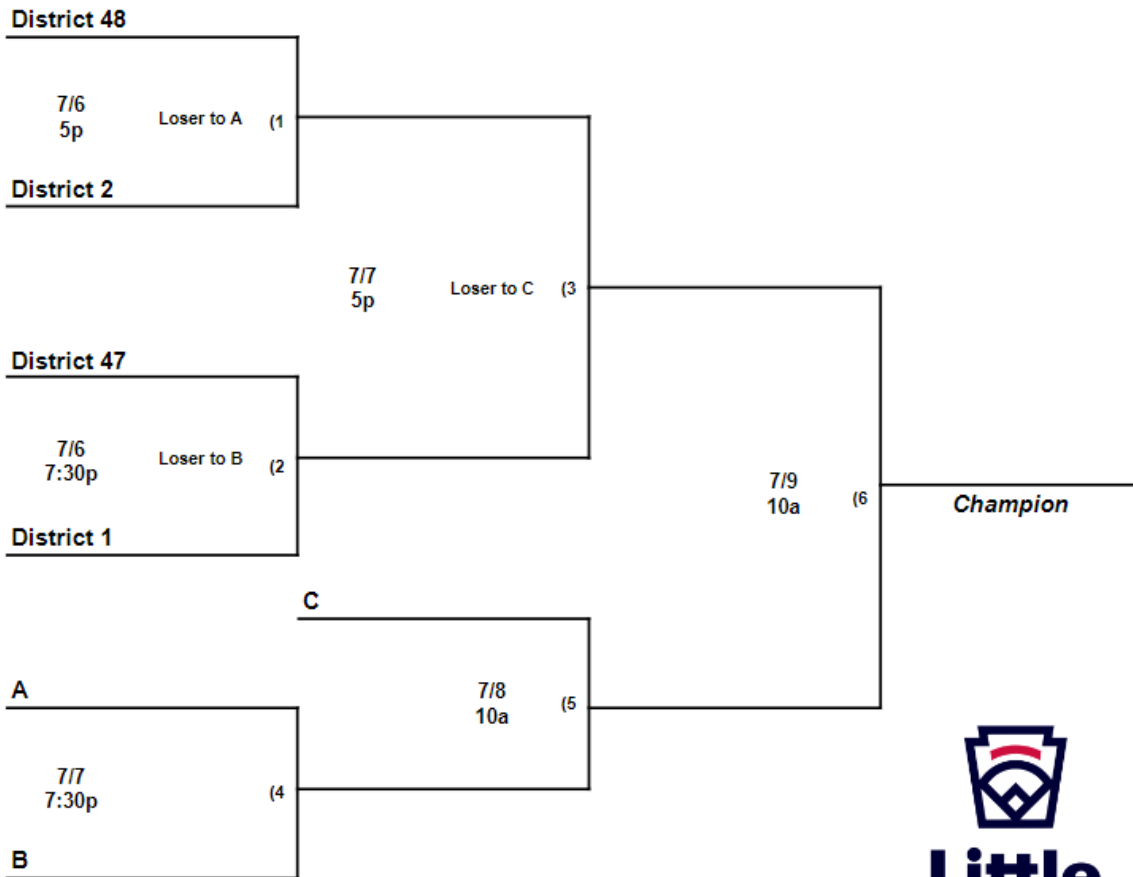 District 48
7/6
5p
Loser to A
(1
District 2
7/7
5p
Loser to C
(3
District 47
7/6
7:30p
Loser to B
(2
District 1
7/9
10a
(6
Champion
C
A
7/8
10a
(5
7/7
7:30p
(4
B
Little